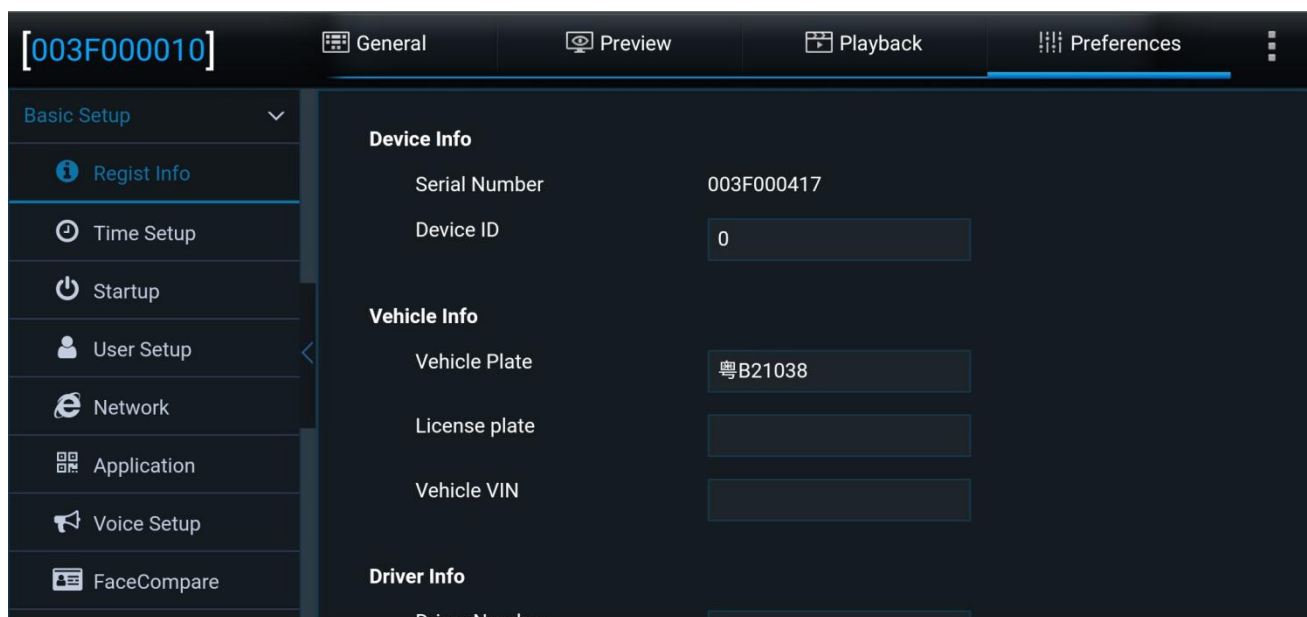 [003F000010]
General
Preview
Playback
Preferences
Basic Setup
Regist Info
Time Setup
Startup
User Setup
Network
Application
Voice Setup
FaceCompare
Device Info
Serial Number 003F000417
Device ID 0
Vehicle Info
Vehicle Plate 粤B21038
License plate
Vehicle VIN
Driver Info